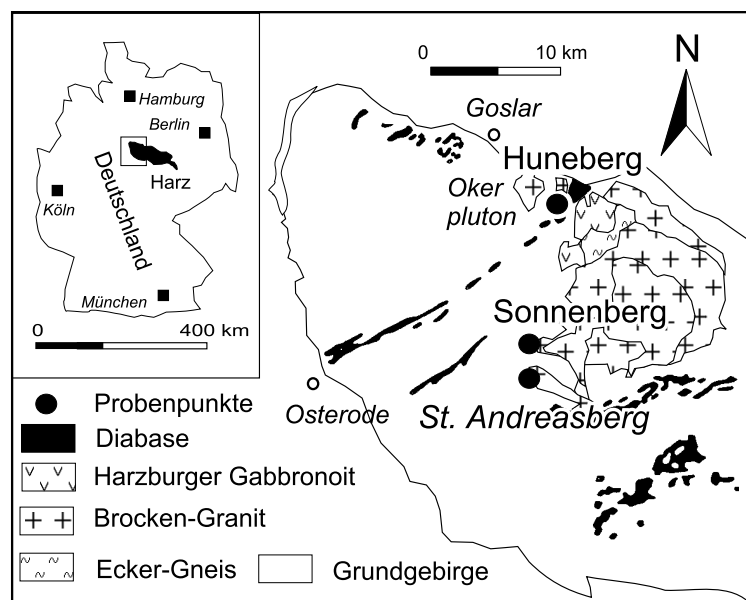 Hamburg
Berlin
Deutschland
Harz
Köln
München
0 400 km
0 10 km
N
Goslar
Huneberg
Oker
pluton
Sonnenberg
Osterode
St. Andreasberg
Probenpunkte
Diabase
Harzburger Gabbronoit
Brocken-Granit
Ecker-Gneis
Grundgebirge